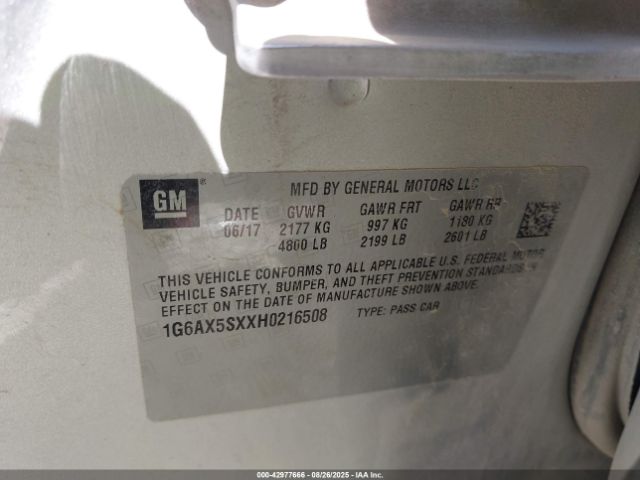 GM ®
MFD BY GENERAL MOTORS LLC
DATE GVWR GAWR FRT GAWR RR
06/17 2177 KG 997 KG 1180 KG
4800 LB 2199 LB 2601 LB
THIS VEHICLE CONFORMS TO ALL APPLICABLE U.S. FEDERAL MOTOR
VEHICLE SAFETY, BUMPER, AND THEFT PREVENTION STANDARDS IN
EFFECT ON THE DATE OF MANUFACTURE SHOWN ABOVE.
1G6AX5SXXH0216508 TYPE: PASS CAR
000-42977666 - 08/26/2025 - IAAI.COM